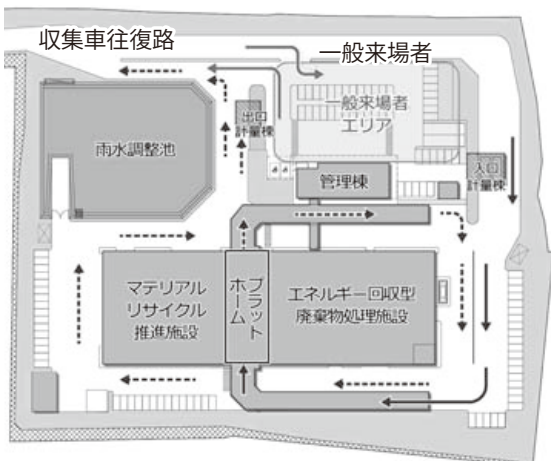 収集車往復路
一般来場者
一般来場者
エリア
出口
計量棟
雨水調整池
入口
計量棟
管理棟
マテリアル
リサイクル
推進施設
プラット
ホーム
エネルギー回収型
廃棄物処理施設